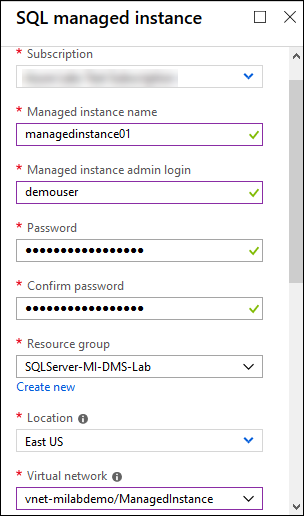 SQL managed instance
* Subscription
* Managed instance name
managedinstance01
* Managed instance admin login
demouser
* Password
•••••••••••••••••
* Confirm password
•••••••••••••••••
* Resource group
SQLServer-MI-DMS-Lab
Create new
* Location
East US
* Virtual network
vnet-milabdemo/ManagedInstance